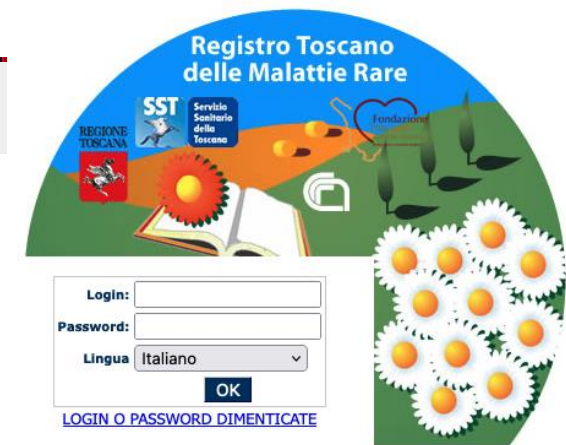 Registro Toscano
delle Malattie Rare
SST
Servizio
Sanitario
della
Toscana
REGIONE
TOSCANA
Fondazione
Login:
Password:
Lingua
Italiano
OK
LOGIN O PASSWORD DIMENTICATE